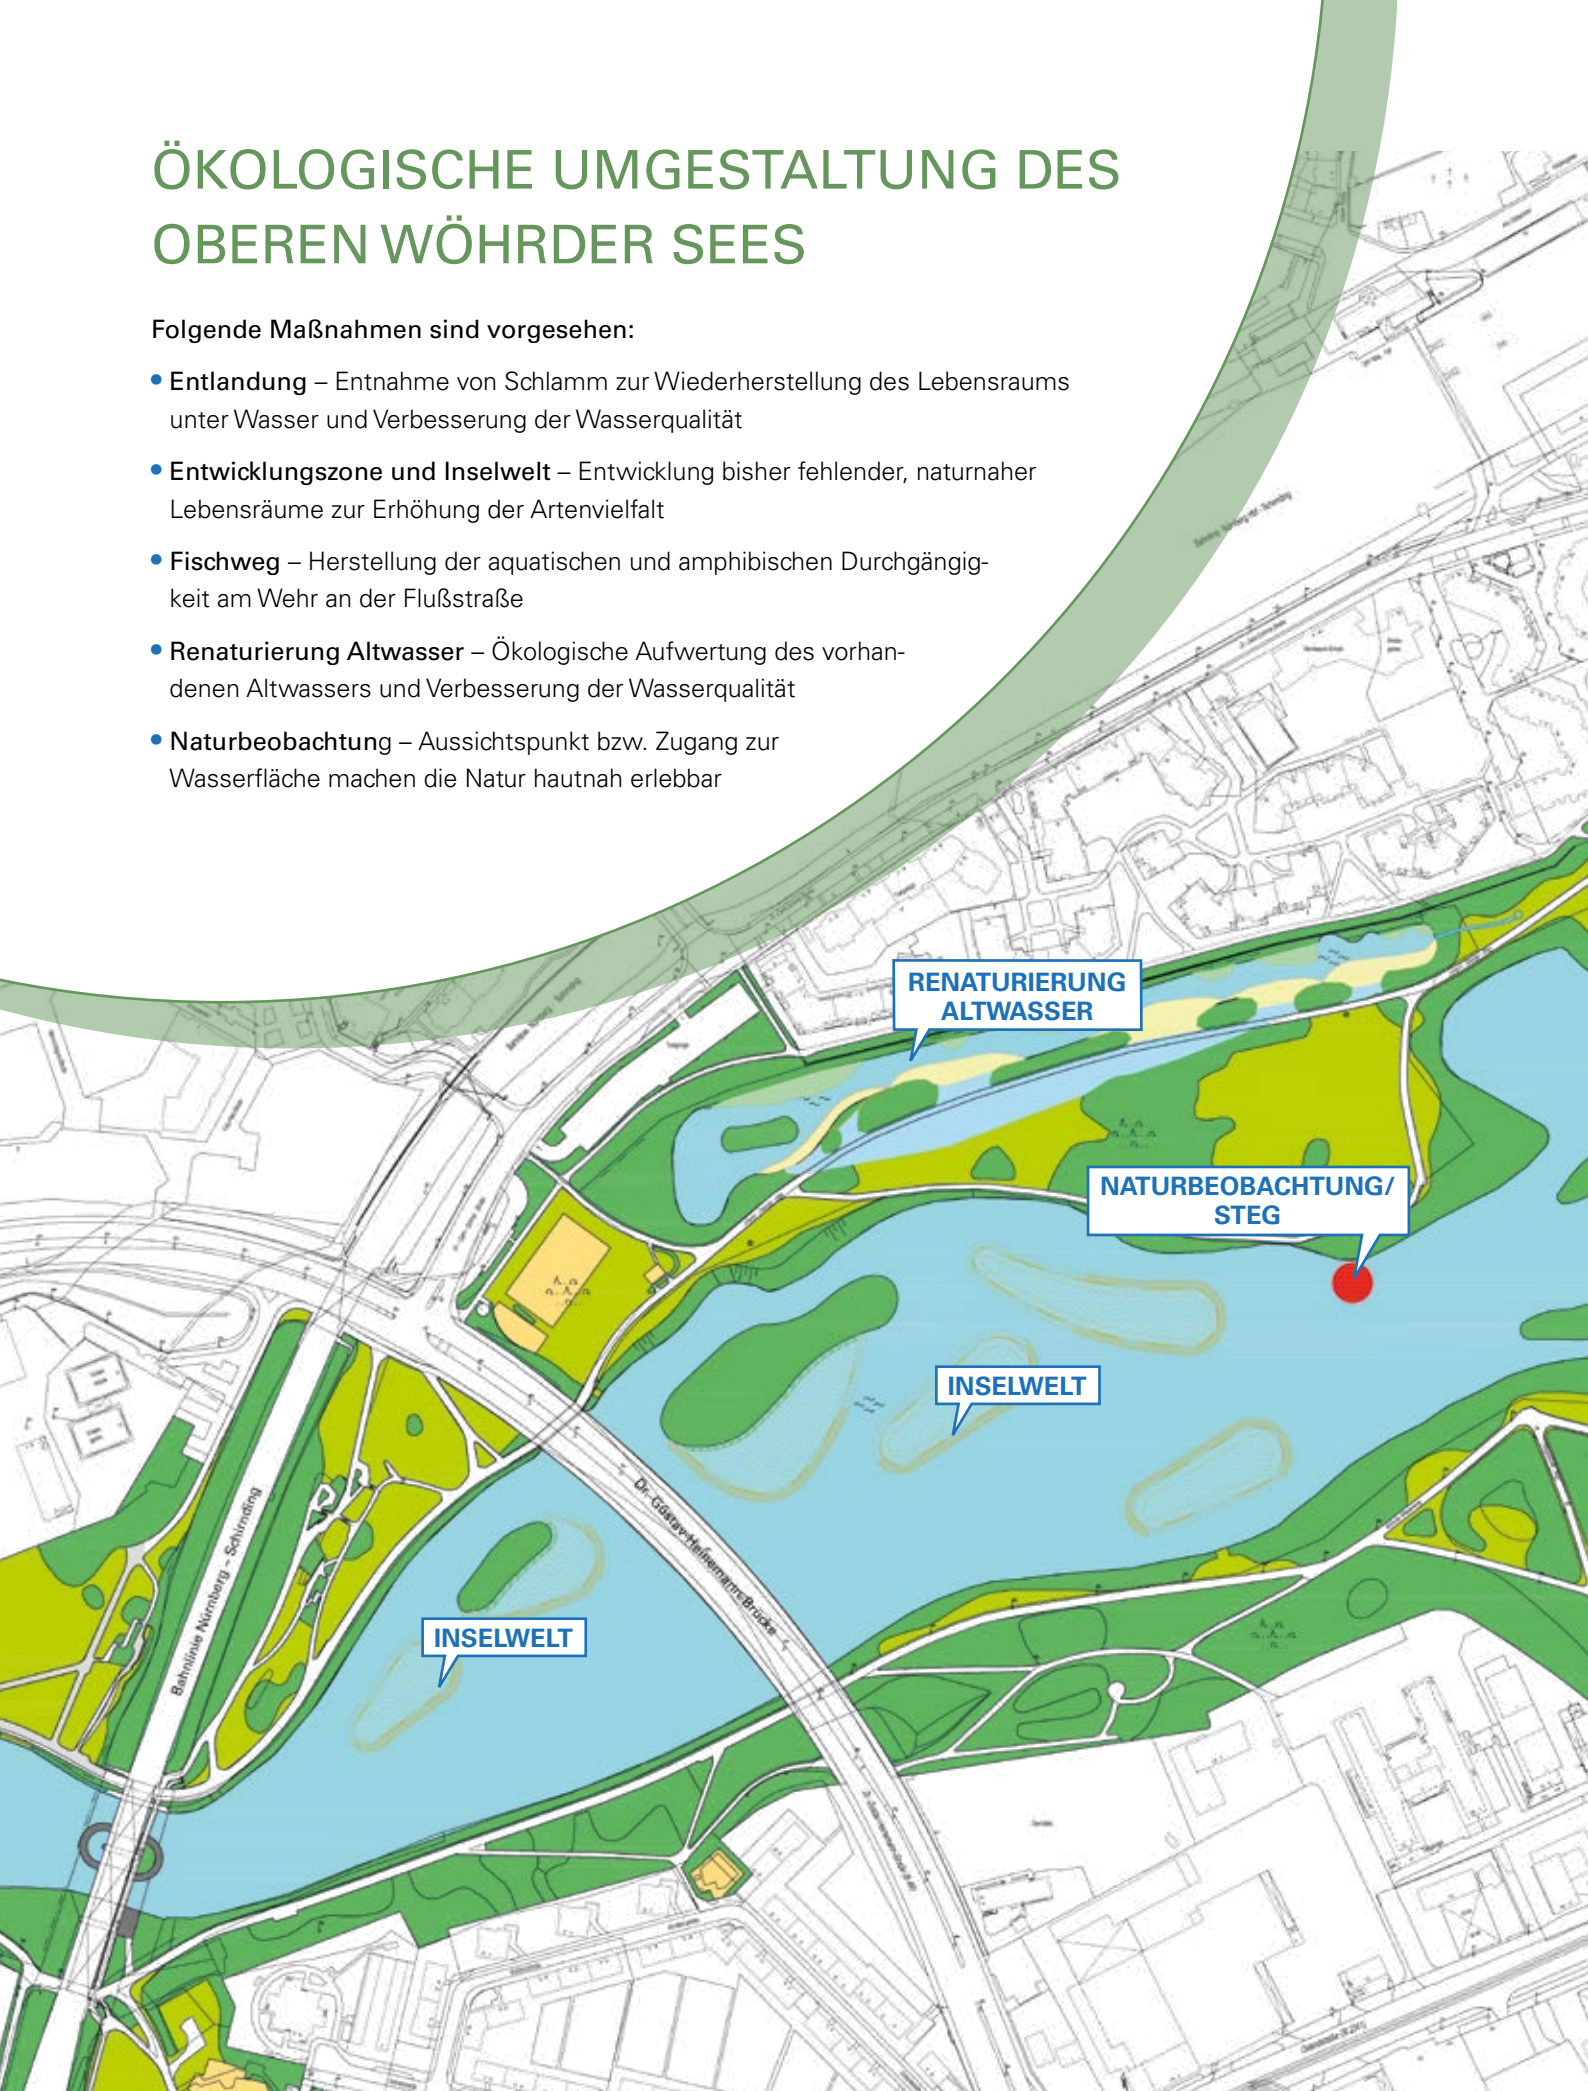 ÖKOLOGISCHE UMGESTALTUNG DES
OBEREN WÖHRDER SEES
Folgende Maßnahmen sind vorgesehen:
• Entlandung – Entnahme von Schlamm zur Wiederherstellung des Lebensraums
unter Wasser und Verbesserung der Wasserqualität
• Entwicklungszone und Inselwelt – Entwicklung bisher fehlender, naturnaher
Lebensräume zur Erhöhung der Artenvielfalt
• Fischweg – Herstellung der aquatischen und amphibischen Durchgängig-
keit am Wehr an der Flußstraße
• Renaturierung Altwasser – Ökologische Aufwertung des vorhan-
denen Altwassers und Verbesserung der Wasserqualität
• Naturbeobachtung – Aussichtspunkt bzw. Zugang zur
Wasserfläche machen die Natur hautnah erlebbar
RENATURIERUNG
ALTWASSER
NATURBEOBACHTUNG/
STEG
INSELWELT
Dr.-Gustav-Heinemann-Brücke
Bahnlinie Nürnberg – Schirnding
INSELWELT